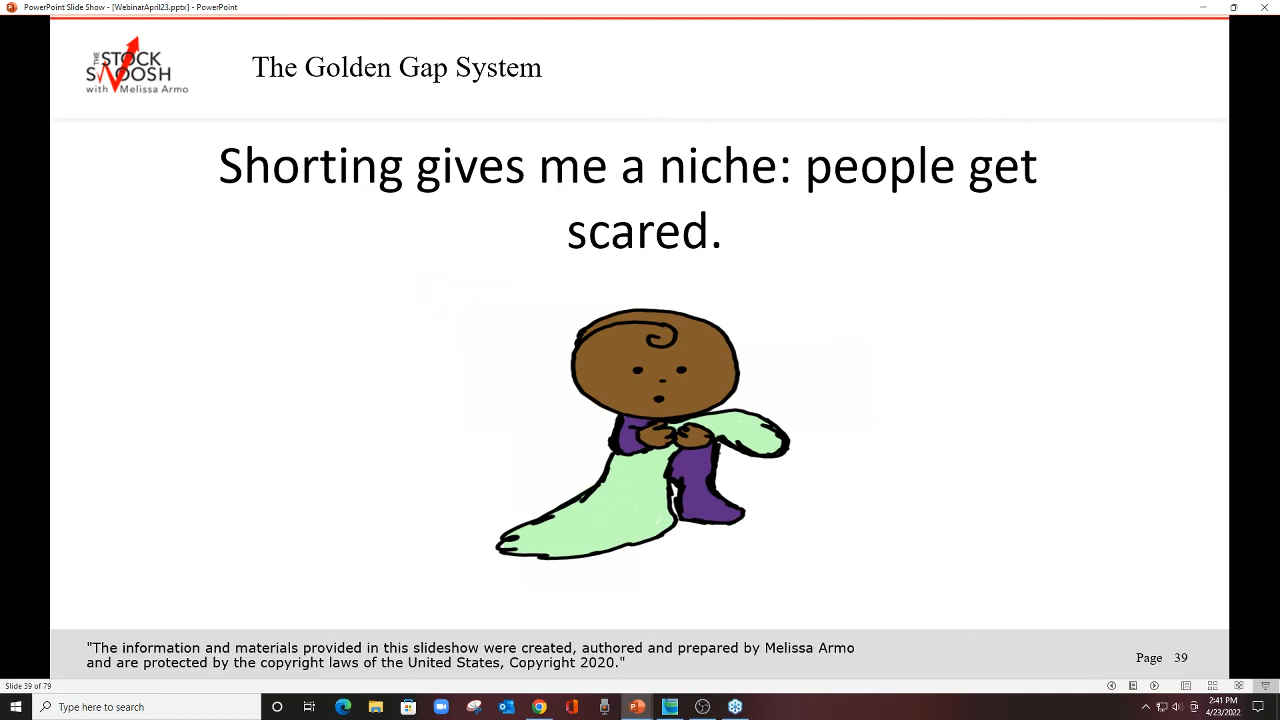 PowerPoint Slide Show - [WebinarApril23.pptx] - PowerPoint
THE
STOCK
SWOOSH
with Melissa Armo
The Golden Gap System
Shorting gives me a niche: people get
scared.
"The information and materials provided in this slideshow were created, authored and prepared by Melissa Armo
and are protected by the copyright laws of the United States, Copyright 2020."
Page 39
Slide 39 of 79
Type here to search
2:41 PM
4/23/2022